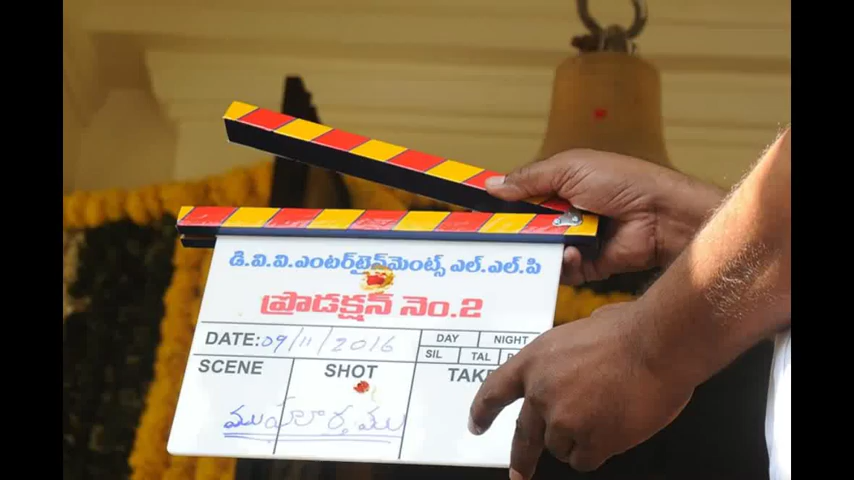 డి.వి.వి.ఎంటర్‌టైన్‌మెంట్స్ ఎల్.ఎల్.పి
ప్రొడక్షన్ నెం.2
DATE: 09/11/2016 DAY NIGHT
SIL TAL
SCENE SHOT TAKE
ముహూర్తము